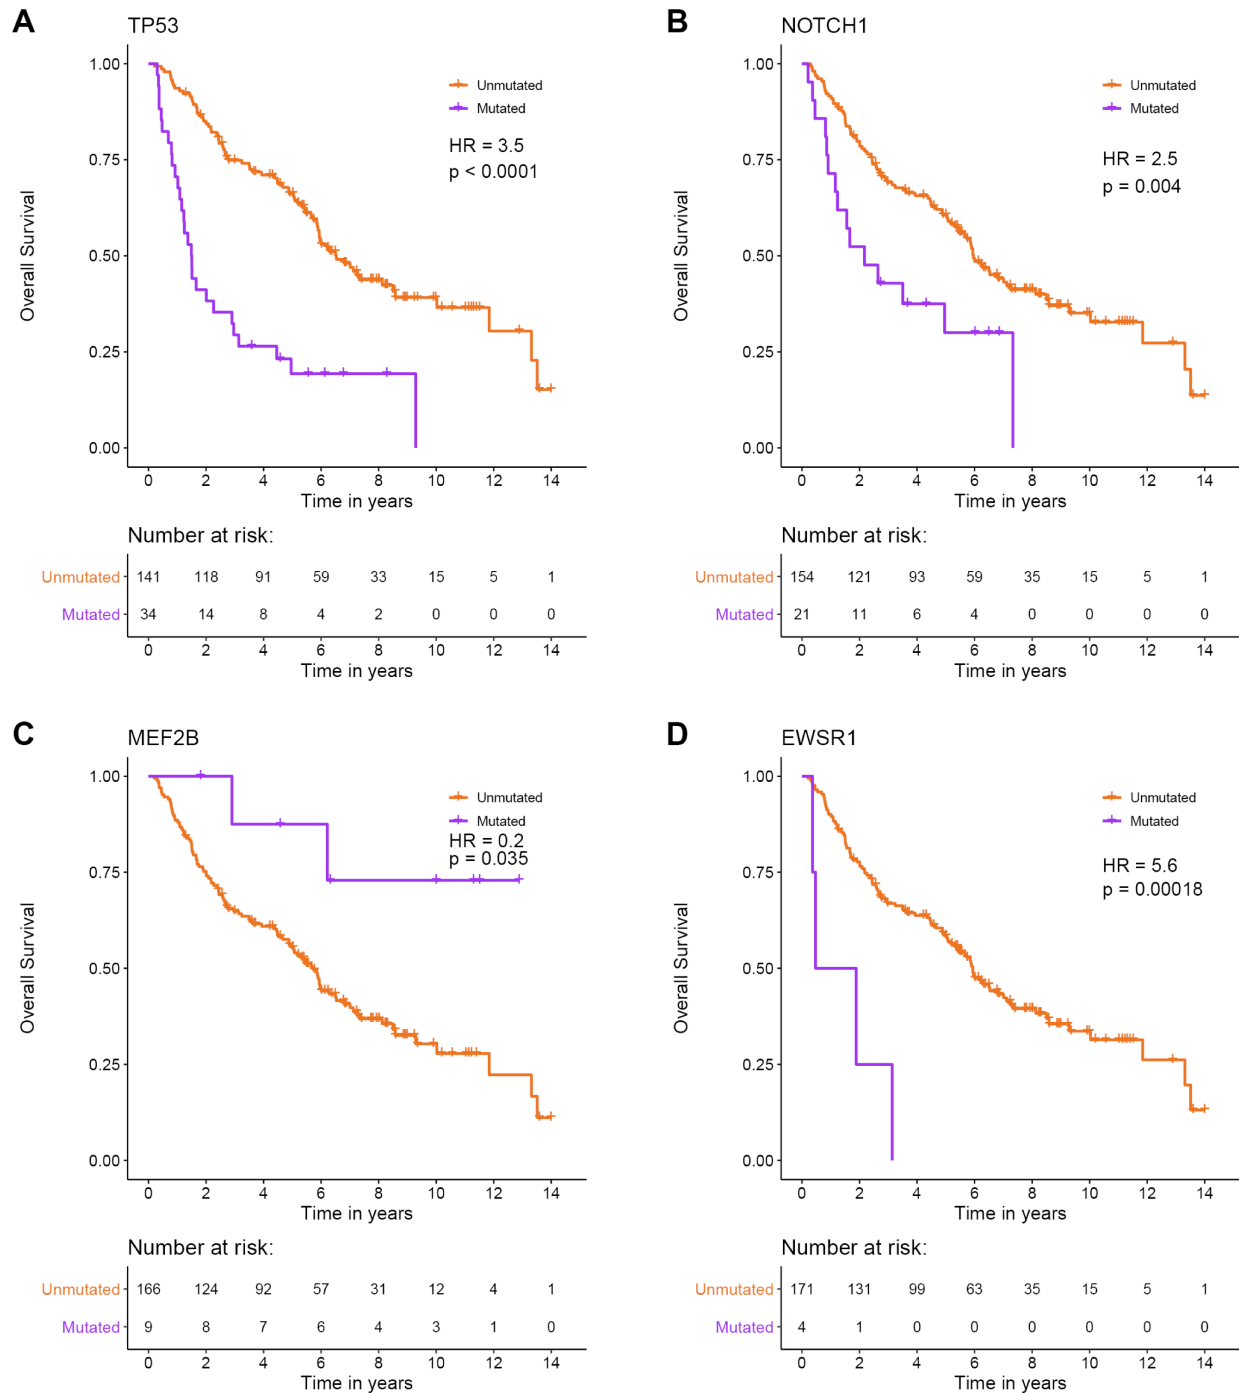 A
TP53
1.00
0.75
0.50
0.25
0.00
Overall Survival
Unmutated
Mutated
HR = 3.5
p < 0.0001
0 2 4 6 8 10 12 14
Time in years
Number at risk:
Unmutated 141 118 91 59 33 15 5 1
Mutated 34 14 8 4 2 0 0 0
0 2 4 6 8 10 12 14
Time in years
B
NOTCH1
1.00
0.75
0.50
0.25
0.00
Overall Survival
Unmutated
Mutated
HR = 2.5
p = 0.004
0 2 4 6 8 10 12 14
Time in years
Number at risk:
Unmutated 154 121 93 59 35 15 5 1
Mutated 21 11 6 4 0 0 0 0
0 2 4 6 8 10 12 14
Time in years
C
MEF2B
1.00
0.75
0.50
0.25
0.00
Overall Survival
Unmutated
Mutated
HR = 0.2
p = 0.035
0 2 4 6 8 10 12 14
Time in years
Number at risk:
Unmutated 166 124 92 57 31 12 4 1
Mutated 9 8 7 6 4 3 1 0
0 2 4 6 8 10 12 14
Time in years
D
EWSR1
1.00
0.75
0.50
0.25
0.00
Overall Survival
Unmutated
Mutated
HR = 5.6
p = 0.00018
0 2 4 6 8 10 12 14
Time in years
Number at risk:
Unmutated 171 131 99 63 35 15 5 1
Mutated 4 1 0 0 0 0 0 0
0 2 4 6 8 10 12 14
Time in years